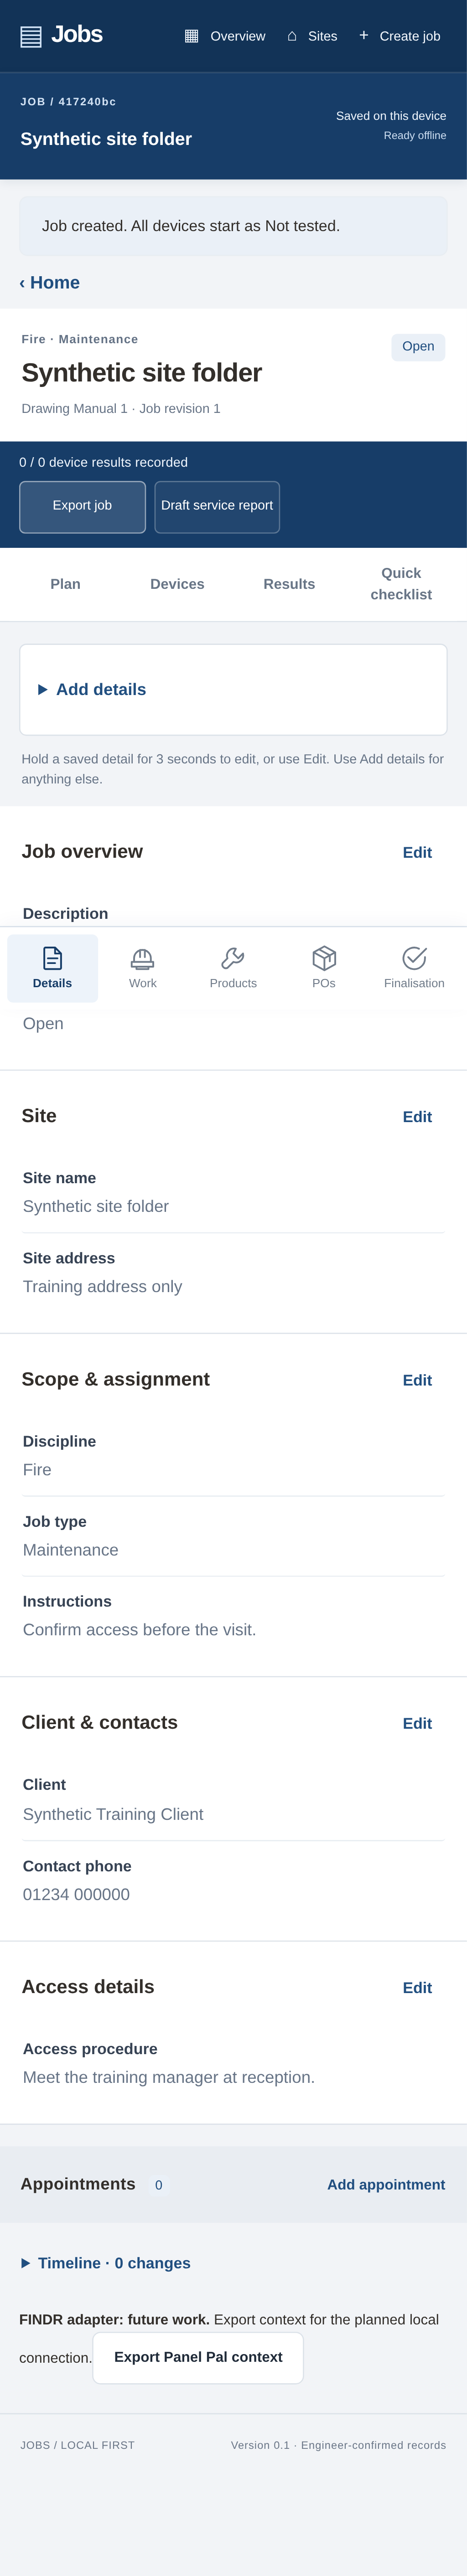 Jobs
Overview
Sites
+ Create job
JOB / 417240bc
Synthetic site folder
Saved on this device
Ready offline
Job created. All devices start as Not tested.
‹ Home
Fire · Maintenance
Open
Synthetic site folder
Drawing Manual 1 · Job revision 1
0 / 0 device results recorded
Export job
Draft service report
Plan
Devices
Results
Quick
checklist
Add details
Hold a saved detail for 3 seconds to edit, or use Edit. Use Add details for
anything else.
Job overview
Edit
Description
Details
Work
Products
POs
Finalisation
Open
Site
Edit
Site name
Synthetic site folder
Site address
Training address only
Scope & assignment
Edit
Discipline
Fire
Job type
Maintenance
Instructions
Confirm access before the visit.
Client & contacts
Edit
Client
Synthetic Training Client
Contact phone
01234 000000
Access details
Edit
Access procedure
Meet the training manager at reception.
Appointments 0
Add appointment
Timeline · 0 changes
FINDR adapter: future work. Export context for the planned local
connection. Export Panel Pal context
JOBS / LOCAL FIRST
Version 0.1 · Engineer-confirmed records